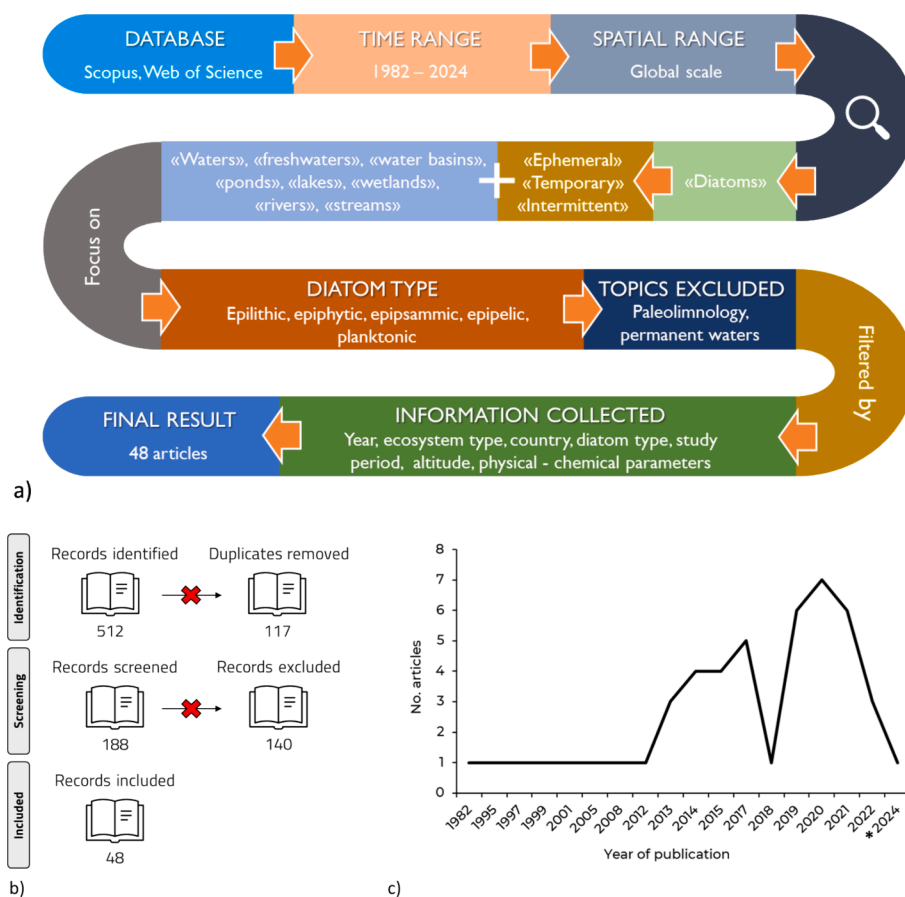 DATABASE
Scopus, Web of Science
TIME RANGE
1982 – 2024
SPATIAL RANGE
Global scale
«Diatoms»
«Ephemeral»
«Temporary»
«Intermittent»
+
«Waters», «freshwaters», «water basins»,
«ponds», «lakes», «wetlands»,
«rivers», «streams»
Focus on
DIATOM TYPE
Epilithic, epiphytic, epipsammic, epipelic,
planktonic
TOPICS EXCLUDED
Paleolimnology,
permanent waters
Filtered by
INFORMATION COLLECTED
Year, ecosystem type, country, diatom type, study
period, altitude, physical - chemical parameters
FINAL RESULT
48 articles
a)
Identification
Records identified
512
Duplicates removed
117
Screening
Records screened
188
Records excluded
140
Included
Records included
48
b)
No. articles
8
7
6
5
4
3
2
1
0
1982
1995
1997
1999
2001
2005
2008
2012
2013
2014
2015
2017
2018
2019
2020
2021
2022
*2024
Year of publication
c)